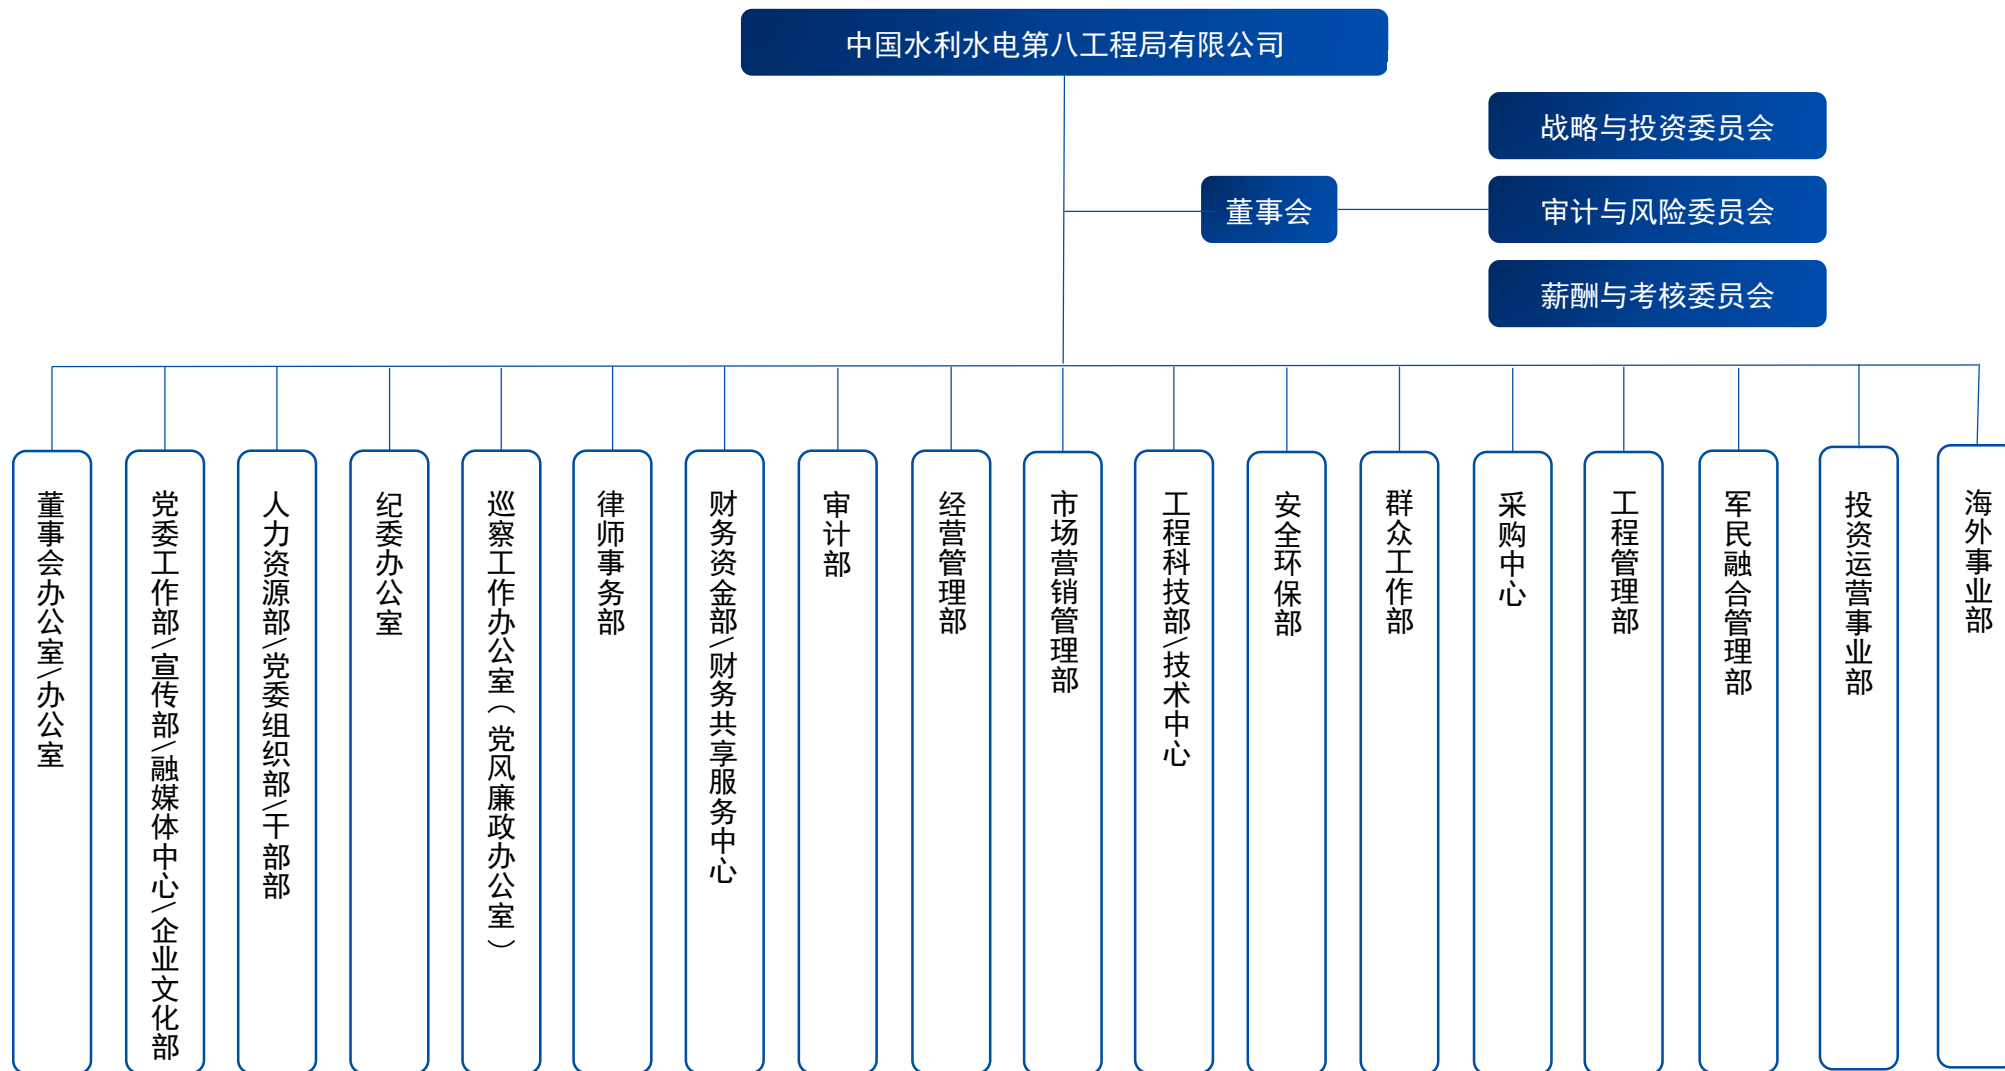 中国水利水电第八工程局有限公司
战略与投资委员会
董事会
审计与风险委员会
薪酬与考核委员会
董事会办公室\办公室
党委工作部\宣传部\融媒体中心\企业文化部
人力资源部\党委组织部\干部部
纪委办公室
巡察工作办公室（党风廉政办公室）
律师事务部
财务资金部\财务共享服务中心
审计部
经营管理部
市场营销管理部
工程科技部\技术中心
安全环保部
群众工作部
采购中心
工程管理部
军民融合管理部
投资运营事业部
海外事业部